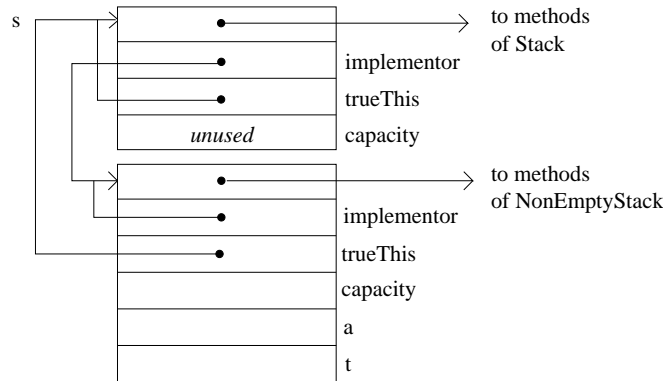 s
to methods
of Stack
implementor
trueThis
unused
capacity
to methods
of NonEmptyStack
implementor
trueThis
capacity
a
t